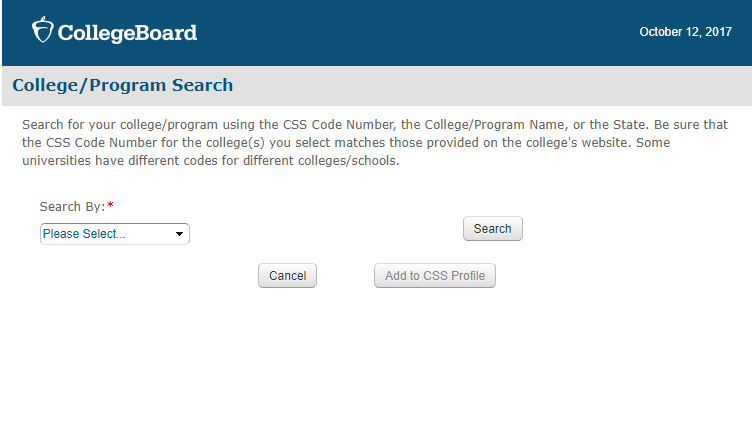 CollegeBoard
October 12, 2017
College/Program Search
Search for your college/program using the CSS Code Number, the College/Program Name, or the State. Be sure that
the CSS Code Number for the college(s) you select matches those provided on the college's website. Some
universities have different codes for different colleges/schools.
Search By:*
Please Select...
Search
Cancel
Add to CSS Profile